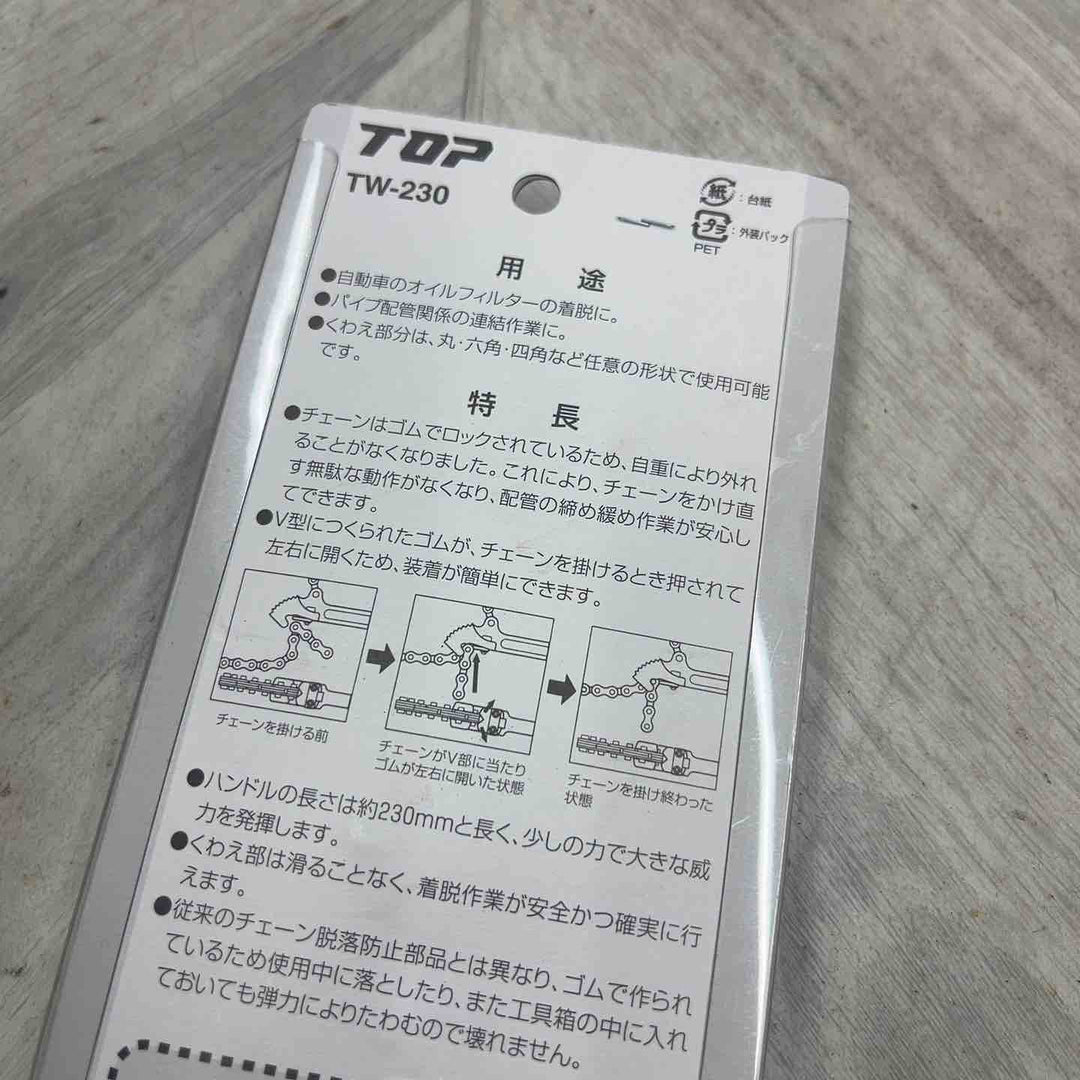 TOP
TW-230
紙:台紙
プラ:外装パック
PET
用 途
●自動車のオイルフィルターの着脱に。
●パイプ配管関係の連結作業に。
●くわえ部分は、丸・六角・四角など任意の形状で使用可能
です。
特 長
●チェーンはゴムでロックされているため、自重により外れ
ることがなくなりました。これにより、チェーンをかけ直
す無駄な動作がなくなり、配管の締め緩め作業が安心し
てできます。
●V型につくられたゴムが、チェーンを掛けるとき押されて
左右に開くため、装着が簡単にできます。
チェーンを掛ける前
チェーンがV部に当たり
ゴムが左右に開いた状態
チェーンを掛け終わった
状態
●ハンドルの長さは約230mmと長く、少しの力で大きな威
力を発揮します。
●くわえ部は滑ることなく、着脱作業が安全かつ確実に行
えます。
●従来のチェーン脱落防止部品とは異なり、ゴムで作られ
ているため使用中に落としたり、また工具箱の中に入れ
ておいても弾力によりたわむので壊れません。